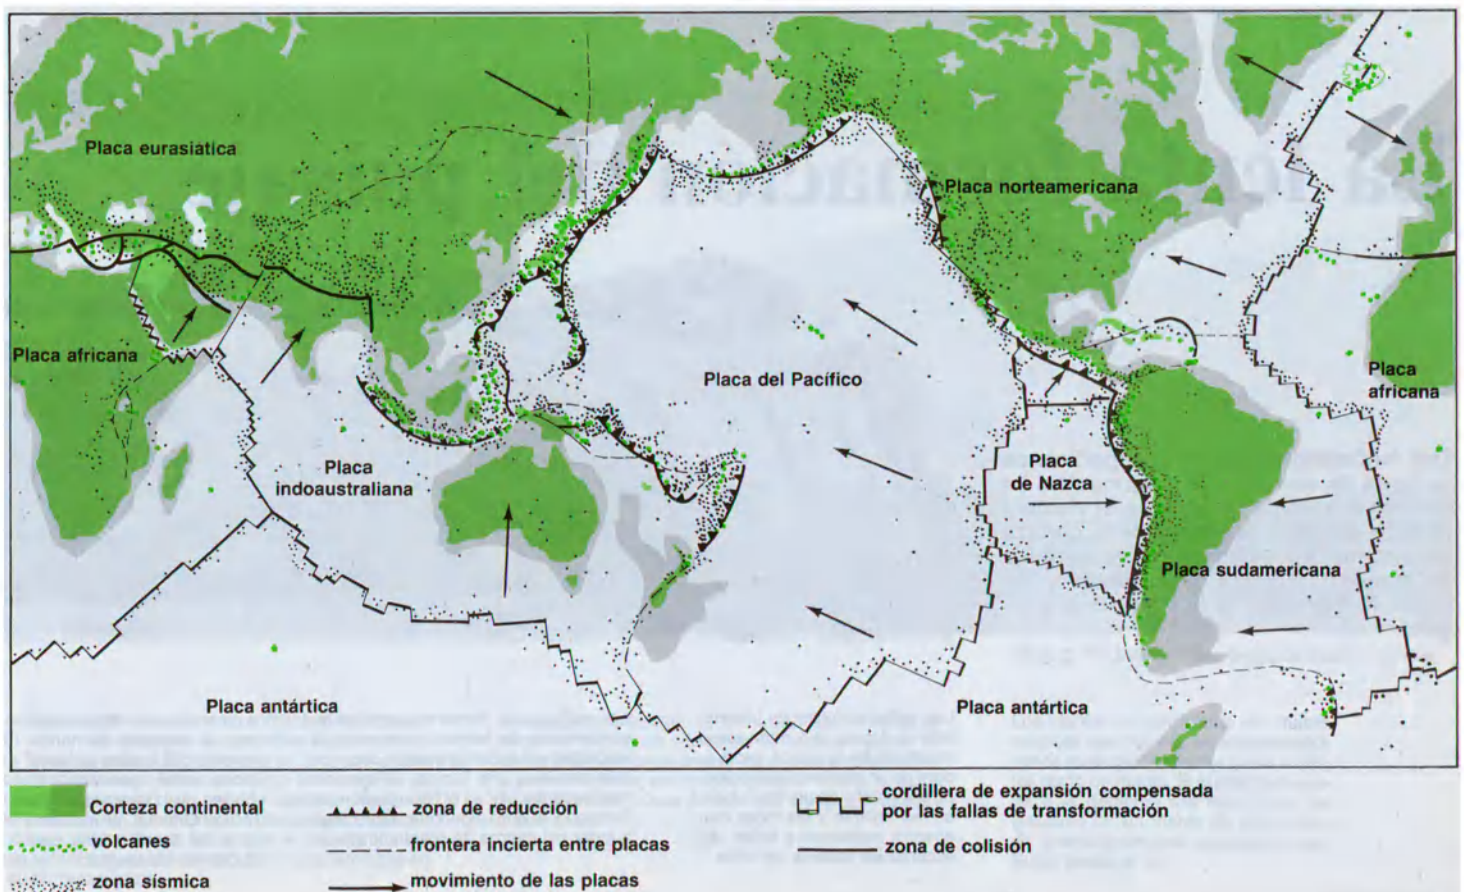 Placa eurasiatica
Placa norteamericana
Placa africana
Placa del Pacífico
Placa
africana
Placa
indoaustraliana
Placa
de Nazca
Placa sudamericana
Placa antártica
Placa antártica
Corteza continental
volcanes
zona sísmica
zona de reducción
frontera incierta entre placas
movimiento de las placas
cordillera de expansión compensada
por las fallas de transformación
zona de colisión